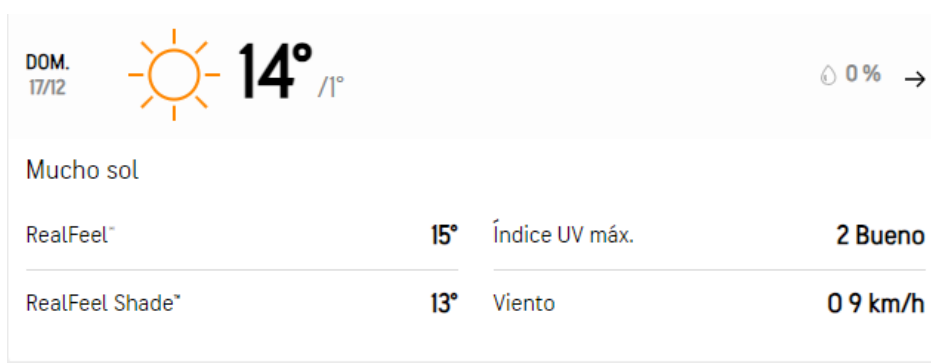 DOM.
17/12
14° /1°
0 %
Mucho sol
RealFeel™
15°
Índice UV máx.
2 Bueno
RealFeel Shade™
13°
Viento
O 9 km/h